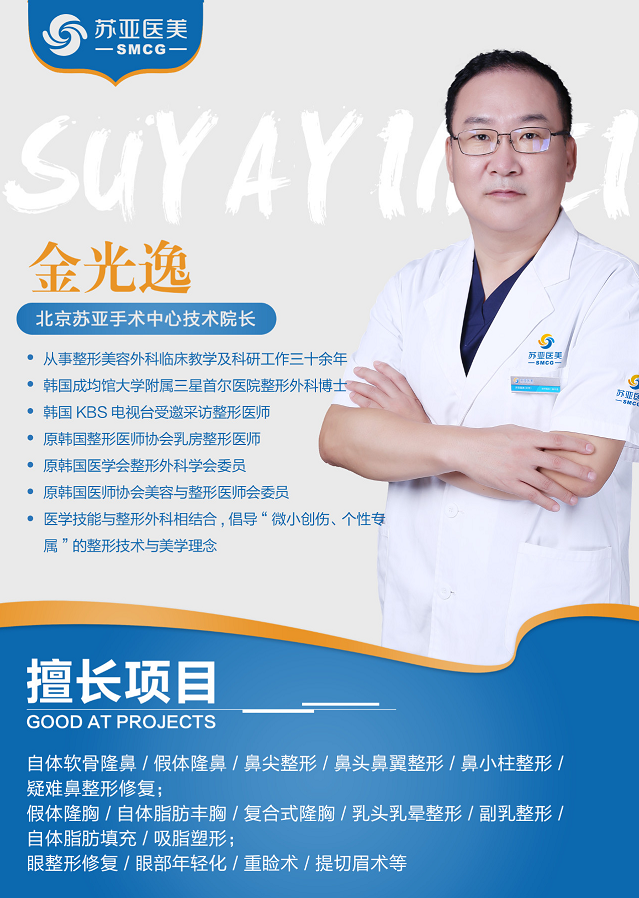 苏亚医美
SMCG
SUYAYIMEI
金光逸
北京苏亚手术中心技术院长
• 从事整形美容外科临床教学及科研工作三十余年
• 韩国成均馆大学附属三星首尔医院整形外科博士
• 韩国 KBS 电视台受邀采访整形医师
• 原韩国整形医师协会乳房整形医师
• 原韩国医学会整形外科学会委员
• 原韩国医师协会美容与整形医师会委员
• 医学技能与整形外科相结合,倡导“微小创伤、个性专
属”的整形技术与美学理念
苏亚医美
SMCG
苏亚医
SMCG
擅长项目
GOOD AT PROJECTS
自体软骨隆鼻 / 假体隆鼻 / 鼻尖整形 / 鼻头鼻翼整形 / 鼻小柱整形 /
疑难鼻整形修复;
假体隆胸 / 自体脂肪丰胸 / 复合式隆胸 / 乳头乳晕整形 / 副乳整形 /
自体脂肪填充 / 吸脂塑形;
眼整形修复 / 眼部年轻化 / 重睑术 / 提切眉术等